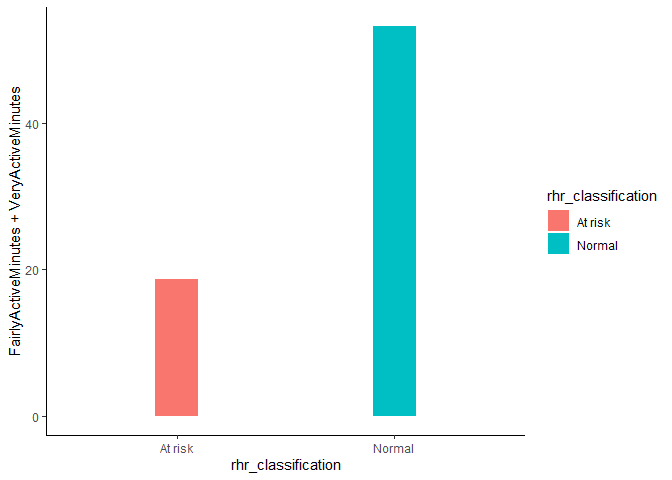 FairlyActiveMinutes + VeryActiveMinutes
40
20
0
At risk
Normal
rhr_classification
rhr_classification
At risk
Normal